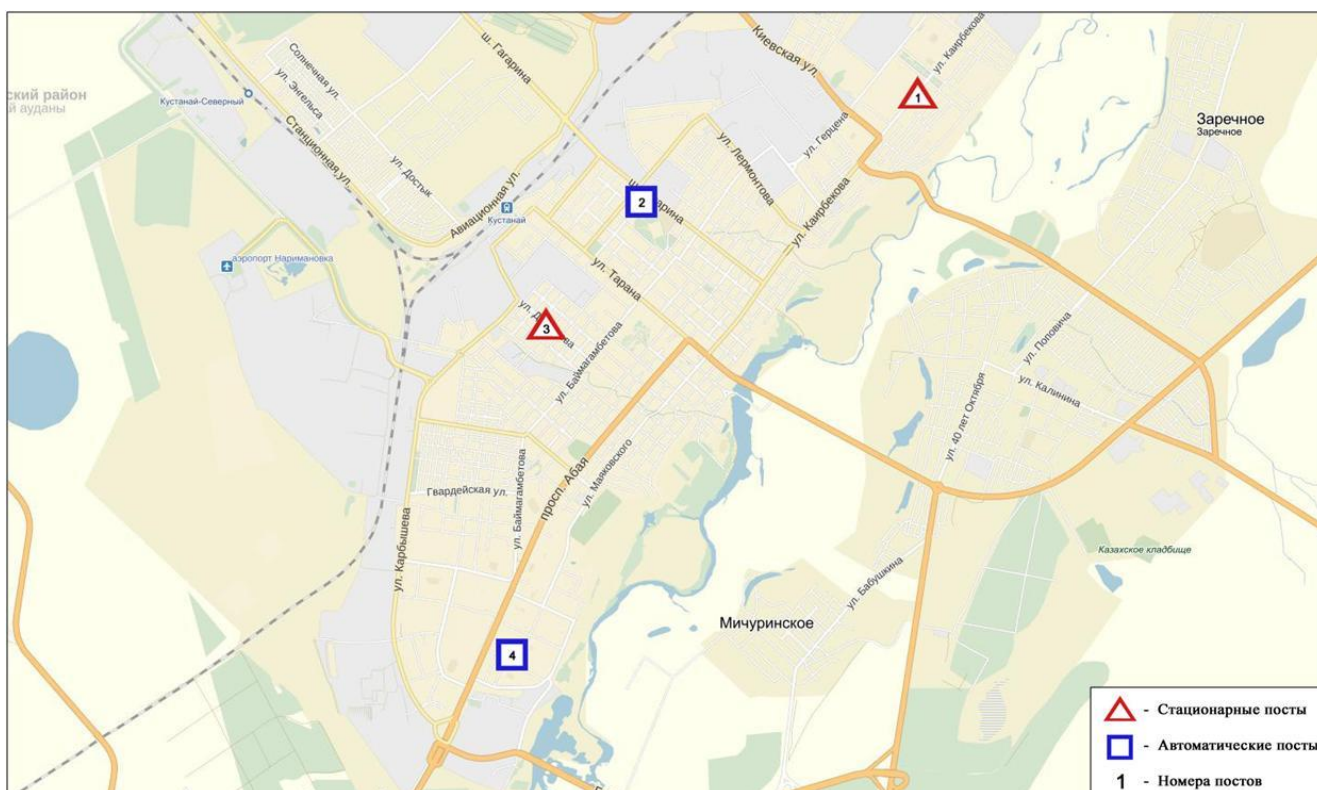 ш. Гагарина
Киевская ул.
ул. Каирбекова
Солнечная ул.
ул. Энгельса
ский район
й ауданы
Кустанай-Северный
1
Заречное
Заречное
Станционная ул.
ул. Достык
ул. Герцена
ул. Лермонтова
ш. Гагарина
2
Авиационная ул.
Кустанай
ул. Каирбекова
аэропорт Наримановка
ул. Тарана
3
ул. Баймагамбетова
ул. Поповича
ул. Калинина
ул. 40 лет Октября
просп. Абая
ул. Маяковского
Гвардейская ул.
ул. Баймагамбетова
ул. Карбышева
Казахское кладбище
ул. Бабушкина
Мичуринское
4
- Стационарные посты
- Автоматические посты
1 - Номера постов